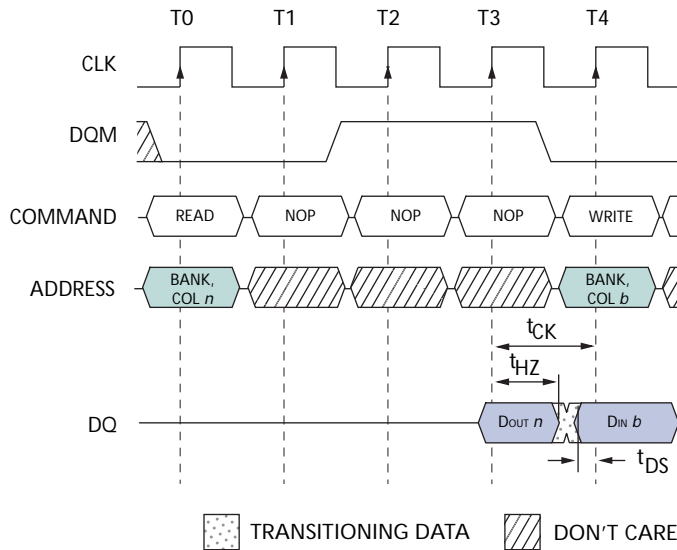 T0 T1 T2 T3 T4
CLK
DQM
COMMAND READ NOP NOP NOP WRITE
ADDRESS BANK, COL n BANK, COL b
tCK
tHZ
DQ DOUT n DIN b
tDS
TRANSITIONING DATA DON'T CARE